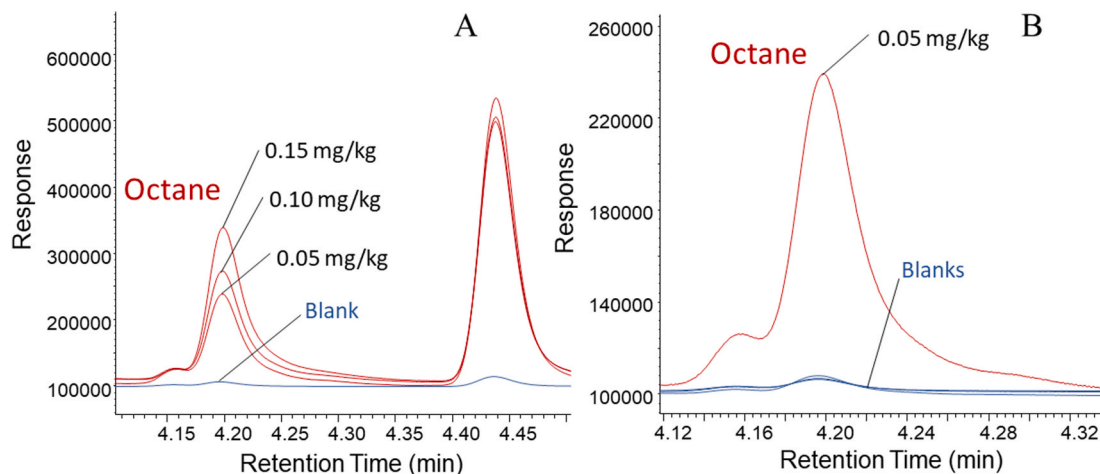 A
600000
500000
400000
300000
200000
100000
Response
Octane
0.15 mg/kg
0.10 mg/kg
0.05 mg/kg
Blank
4.15 4.20 4.25 4.30 4.35 4.40 4.45
Retention Time (min)
B
260000
220000
180000
140000
100000
Response
Octane
0.05 mg/kg
Blanks
4.12 4.16 4.20 4.24 4.28 4.32
Retention Time (min)